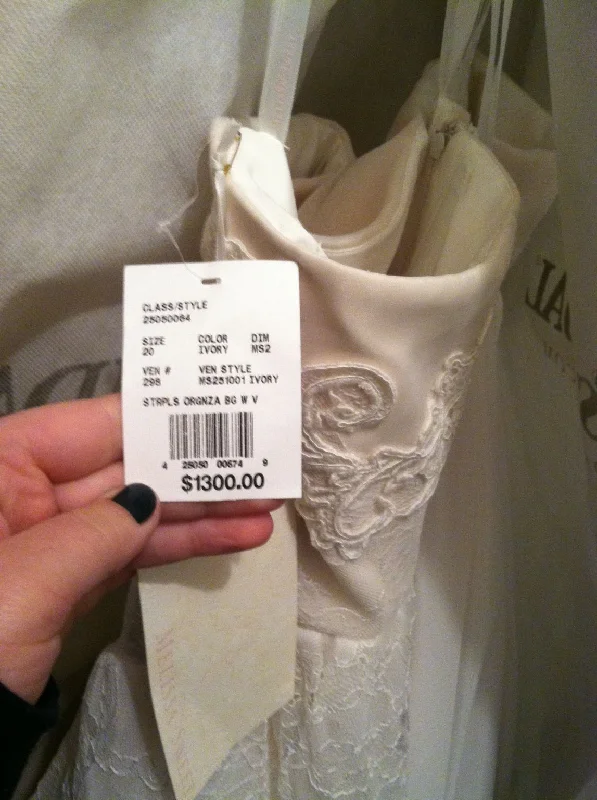 CLASS/STYLE
25050064
SIZE COLOR DIM
20 IVORY MS2
VEN # VEN STYLE
298 MS251001 IVORY
STRPLS ORGNZA BG W V
4 25050 00674 9
$1300.00